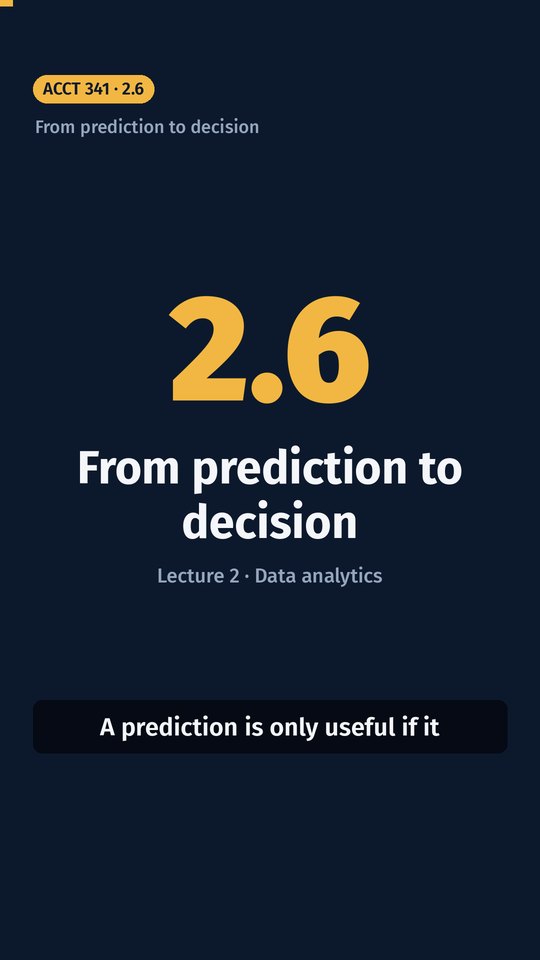 ACCT 341 · 2.6
From prediction to decision
2.6
From prediction to
decision
Lecture 2 · Data analytics
A prediction is only useful if it